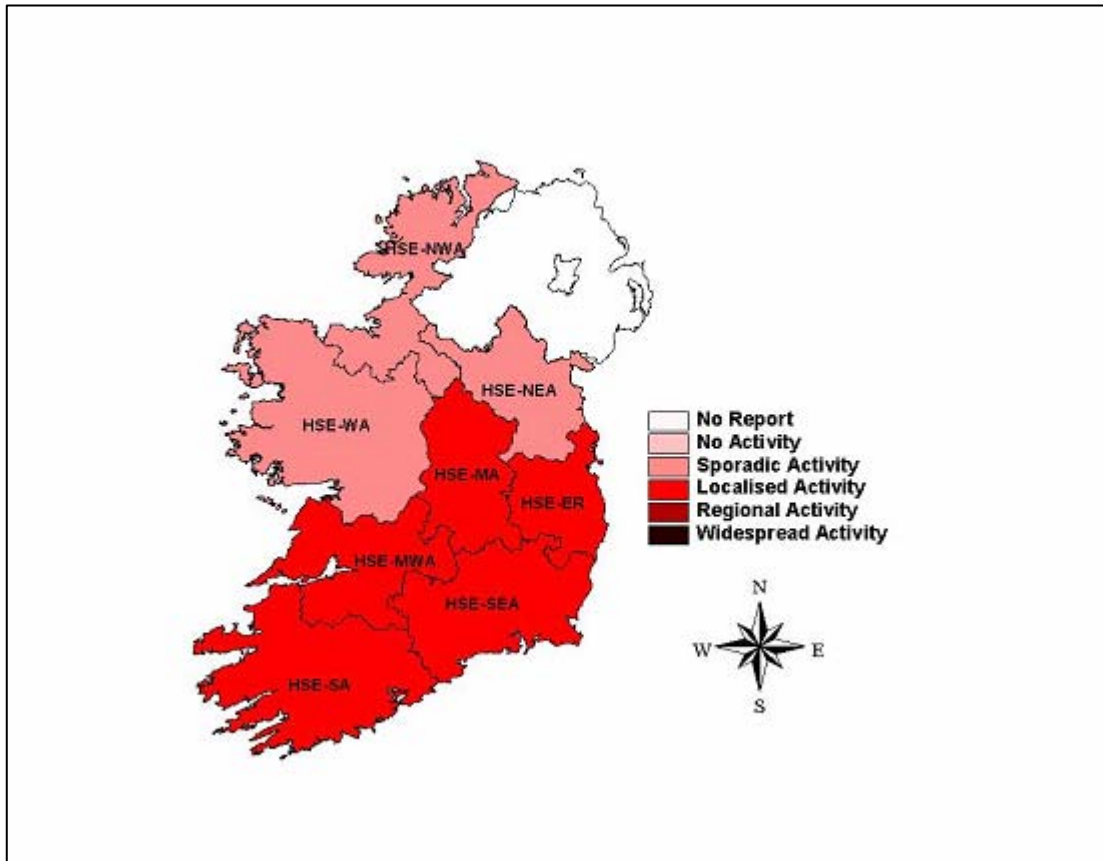 HSE-NWA
HSE-NEA
HSE-WA
HSE-MA
HSE-ER
HSE-MWA
HSE-SEA
HSE-SA
No Report
No Activity
Sporadic Activity
Localised Activity
Regional Activity
Widespread Activity
N
W E
S